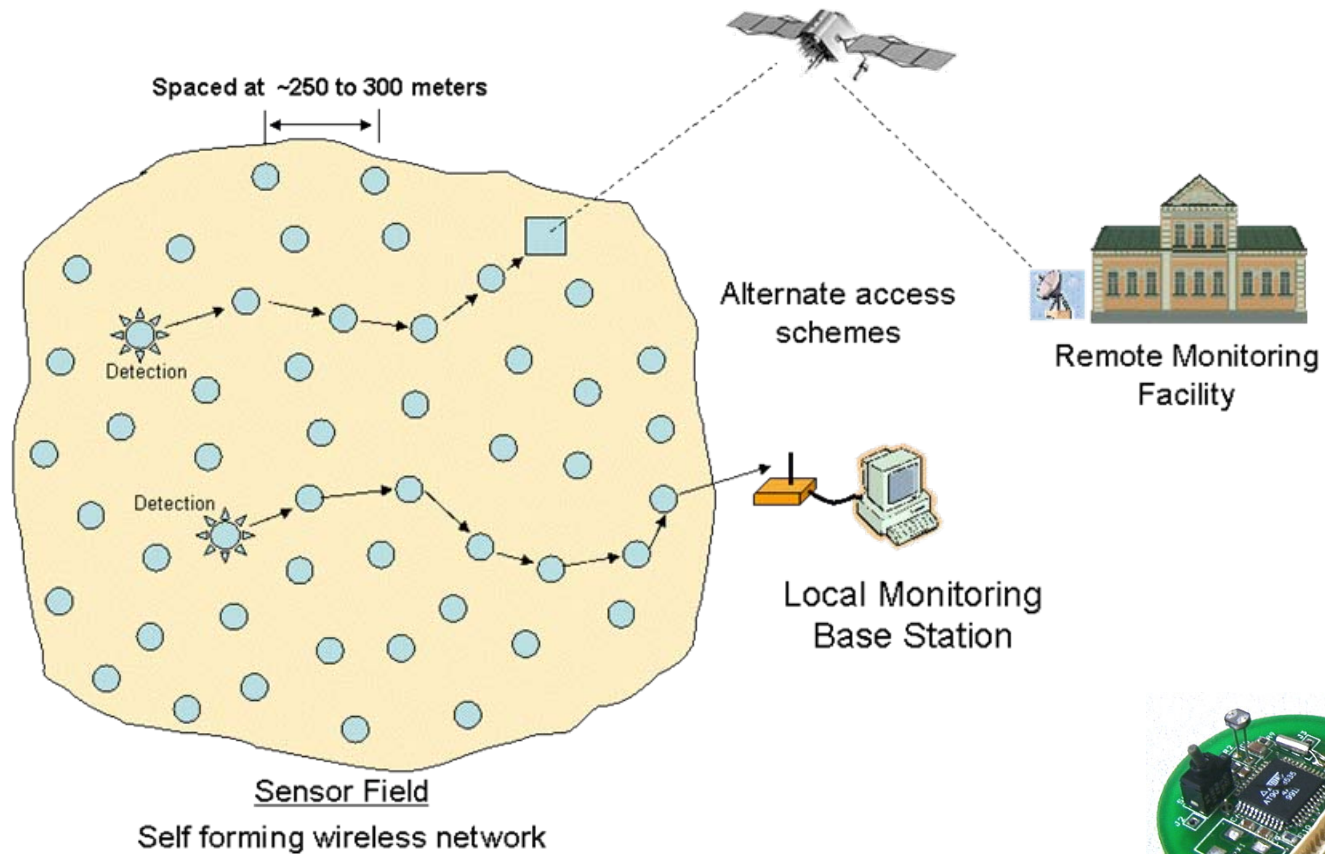 Spaced at ~250 to 300 meters
Detection
Alternate access
schemes
Remote Monitoring
Facility
Detection
Local Monitoring
Base Station
Sensor Field
Self forming wireless network